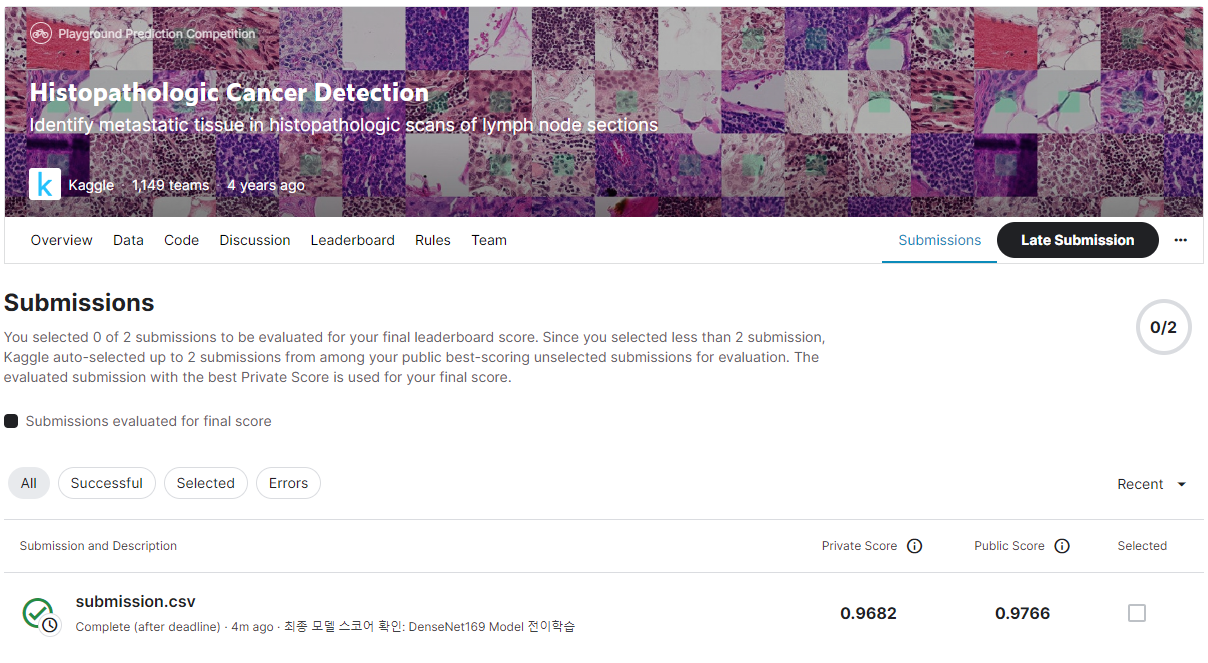 Playground Prediction Competition
Histopathologic Cancer Detection
Identify metastatic tissue in histopathologic scans of lymph node sections
k Kaggle 1,149 teams · 4 years ago
Overview Data Code Discussion Leaderboard Rules Team Submissions Late Submission ...
Submissions
You selected 0 of 2 submissions to be evaluated for your final leaderboard score. Since you selected less than 2 submission,
Kaggle auto-selected up to 2 submissions from among your public best-scoring unselected submissions for evaluation. The
evaluated submission with the best Private Score is used for your final score.
0/2
Submissions evaluated for final score
All Successful Selected Errors Recent
Submission and Description Private Score Public Score Selected
submission.csv
Complete (after deadline) · 4m ago · 최종 모델 스코어 확인: DenseNet169 Model 전이학습
0.9682 0.9766